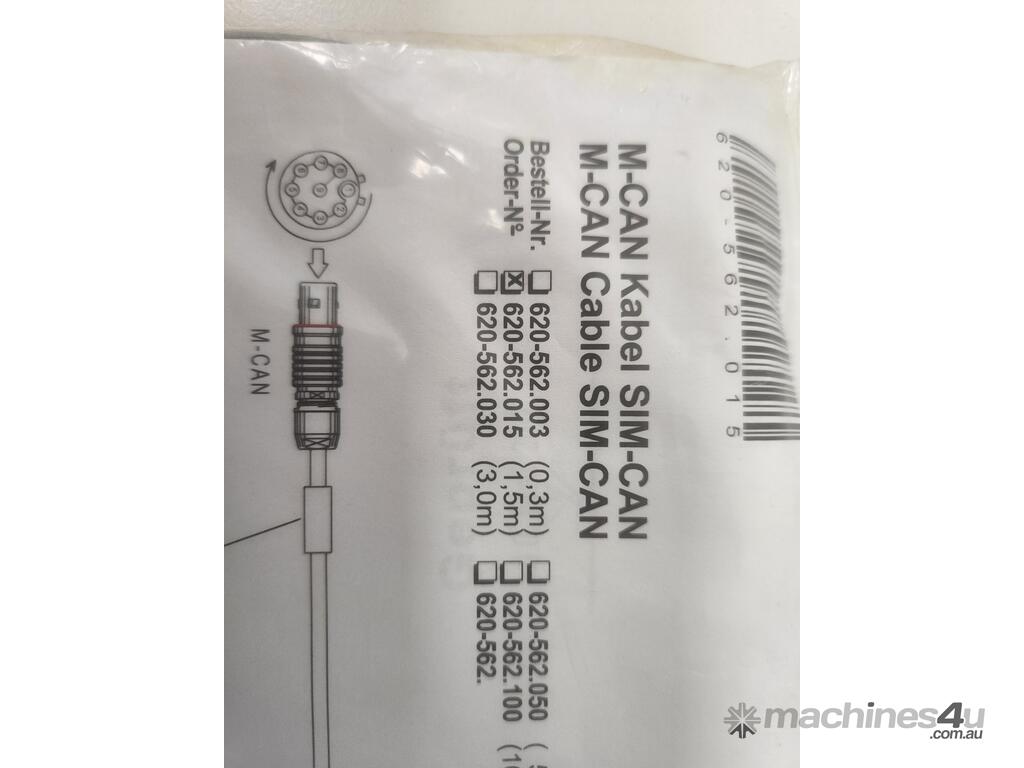 620-562.015
M-CAN Kabel SIM-CAN
M-CAN Cable SIM-CAN
Bestell-Nr. 620-562.003 (0,3m) 620-562.050
Order-Nº X 620-562.015 (1,5m) 620-562.100
620-562.030 (3,0m) 620-562.
M-CAN
machines4u
.com.au